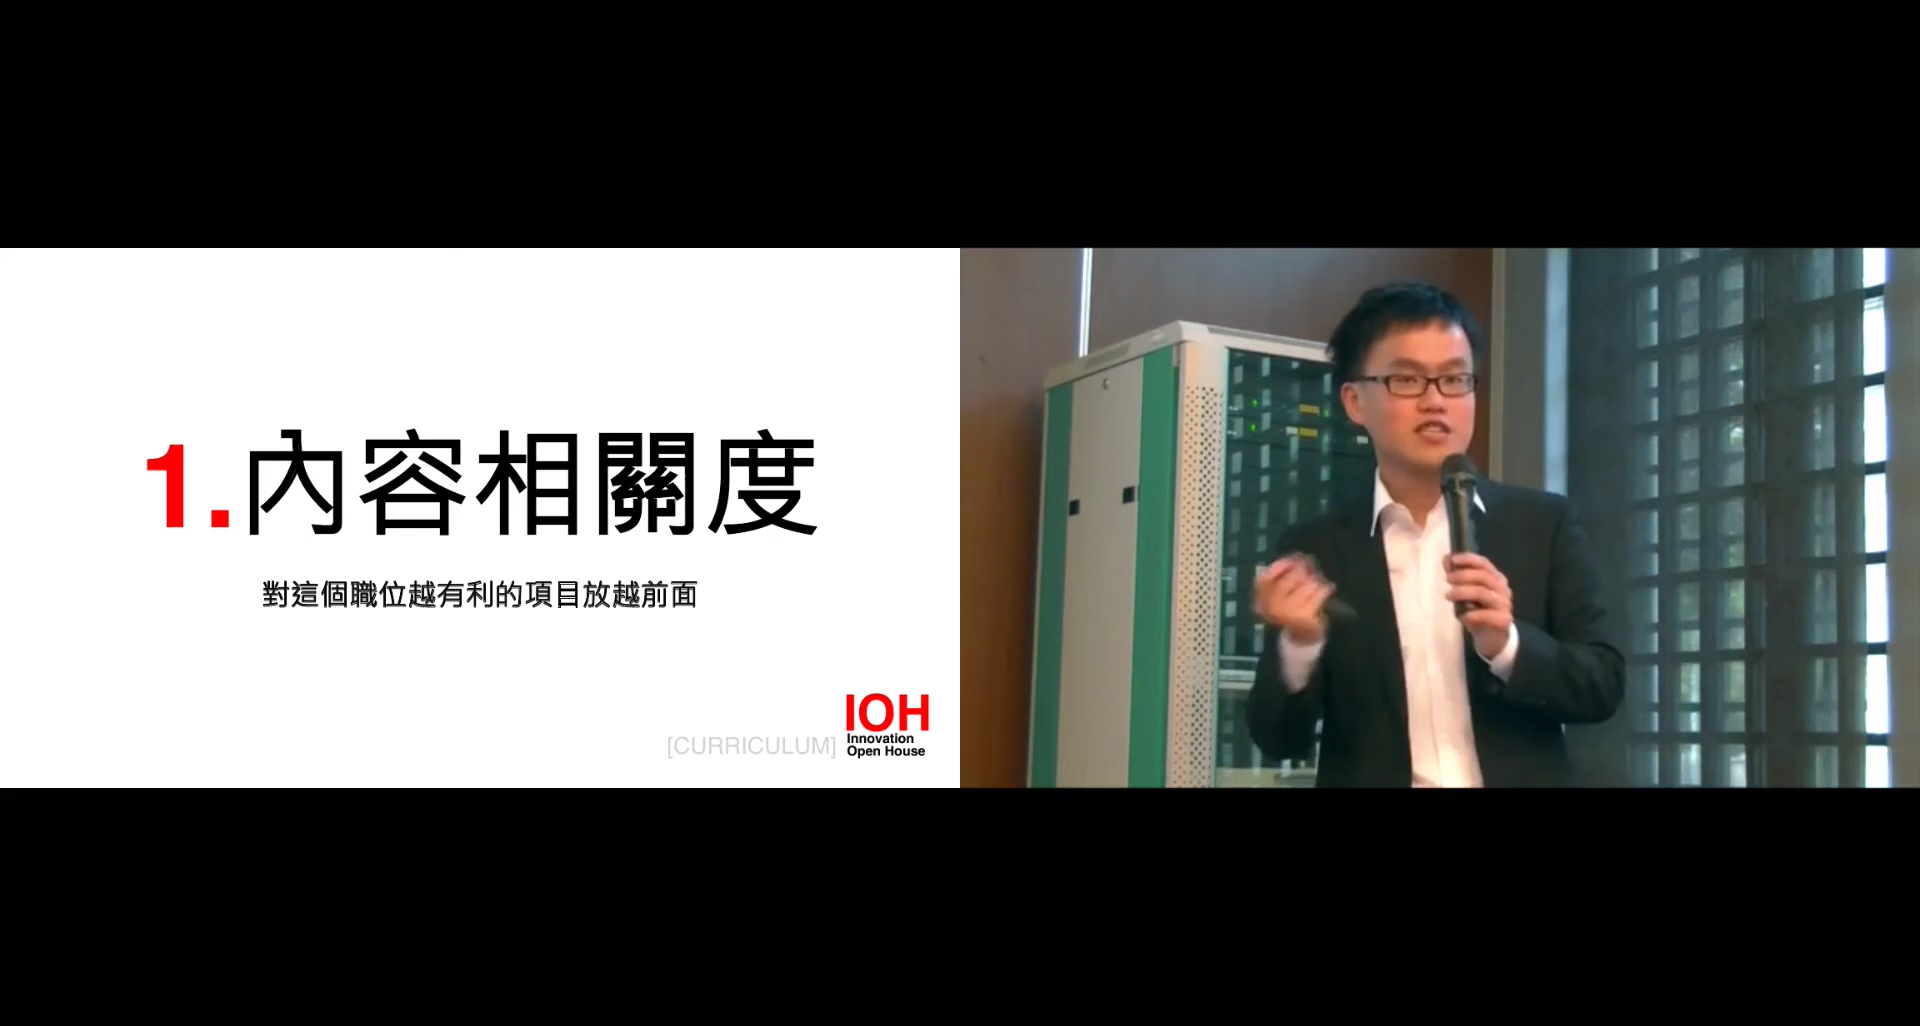 1.內容相關度
對這個職位越有利的項目放越前面
[CURRICULUM]
IOH
Innovation
Open House